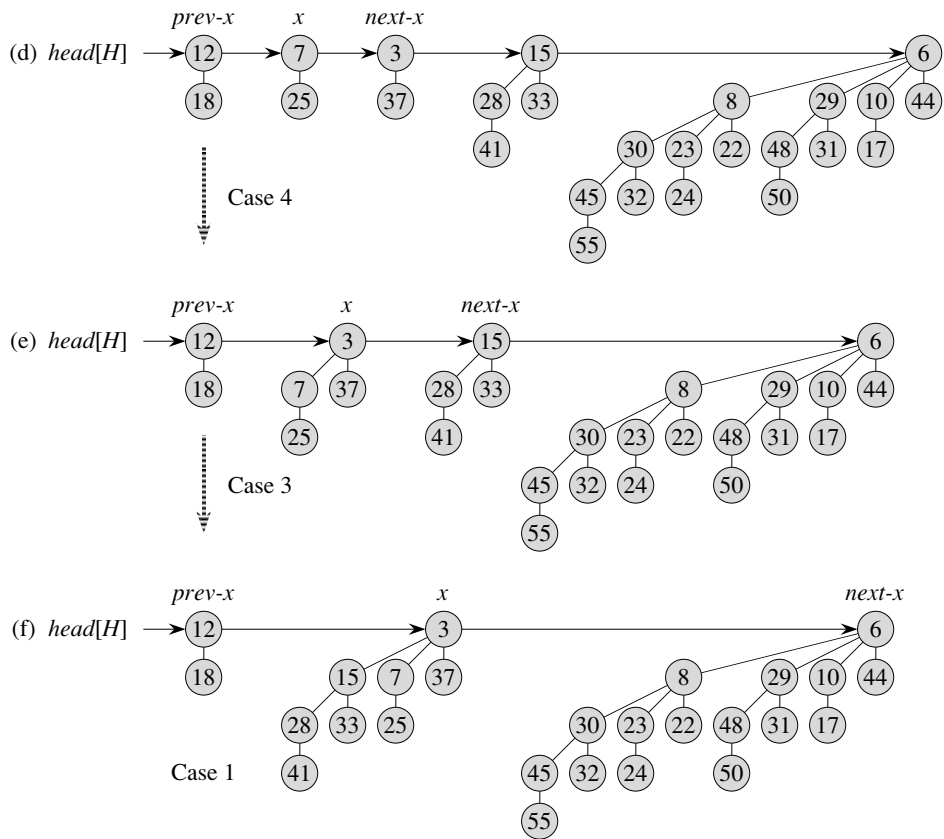 prev-x x next-x
(d) head[H] 12 7 3 15 6
18 25 37 28 33 8 29 10 44
41 30 23 22 48 31 17
Case 4 45 32 24 50
55
prev-x x next-x
(e) head[H] 12 3 15 6
18 7 37 28 33 8 29 10 44
25 41 30 23 22 48 31 17
Case 3 45 32 24 50
55
prev-x x next-x
(f) head[H] 12 3 6
18 15 7 37 8 29 10 44
28 33 25 30 23 22 48 31 17
Case 1 41 45 32 24 50
55